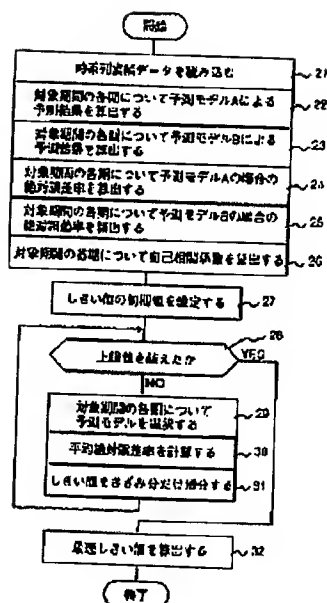 開始
時系列実績データを読み込む
21
対象期間の各期について予測モデルAによる
予測結果を算出する
22
対象期間の各期について予測モデルBによる
予測結果を算出する
23
対象期間の各期について予測モデルAの場合の
絶対誤差率を算出する
24
対象期間の各期について予測モデルBの場合の
絶対誤差率を算出する
25
対象期間の各期について自己相関係数を算出する
26
しきい値の初期値を設定する
27
上限値を越えたか
28
YES
NO
対象期間の各期について
予測モデルを選択する
29
平均絶対誤差率を計算する
30
しきい値をきざみ分だけ増分する
31
最適しきい値を算出する
32
終了